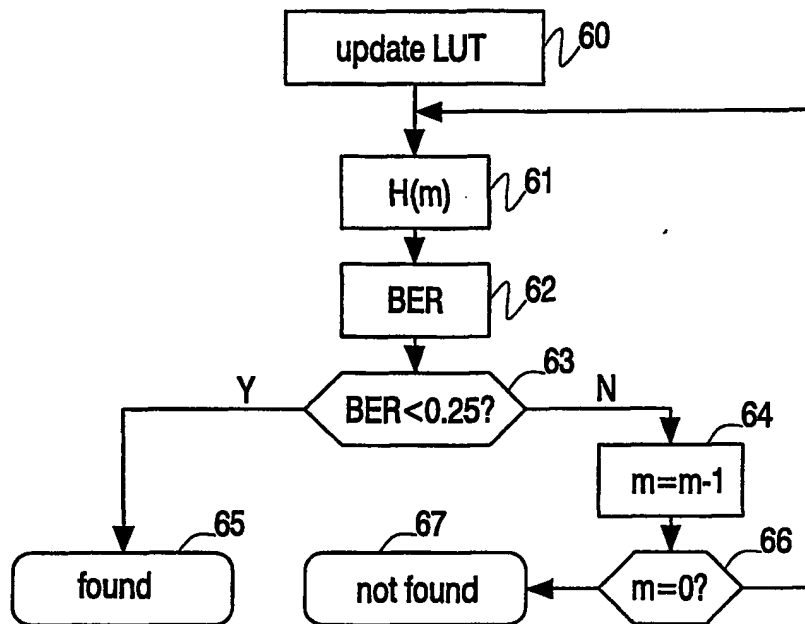 update LUT
60
H(m)
61
BER
62
63
Y
BER<0.25?
N
64
m=m-1
65
67
66
found
not found
m=0?